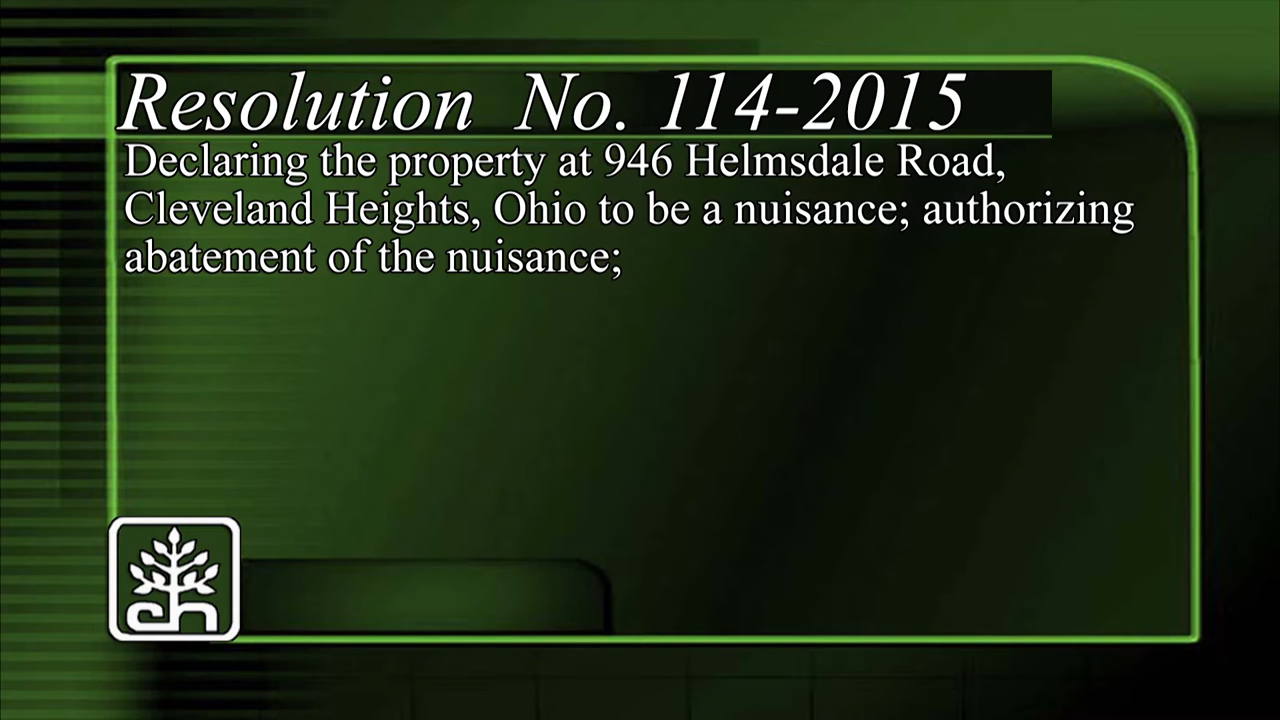 Resolution No. 114-2015
Declaring the property at 946 Helmsdale Road,
Cleveland Heights, Ohio to be a nuisance; authorizing
abatement of the nuisance;
ch